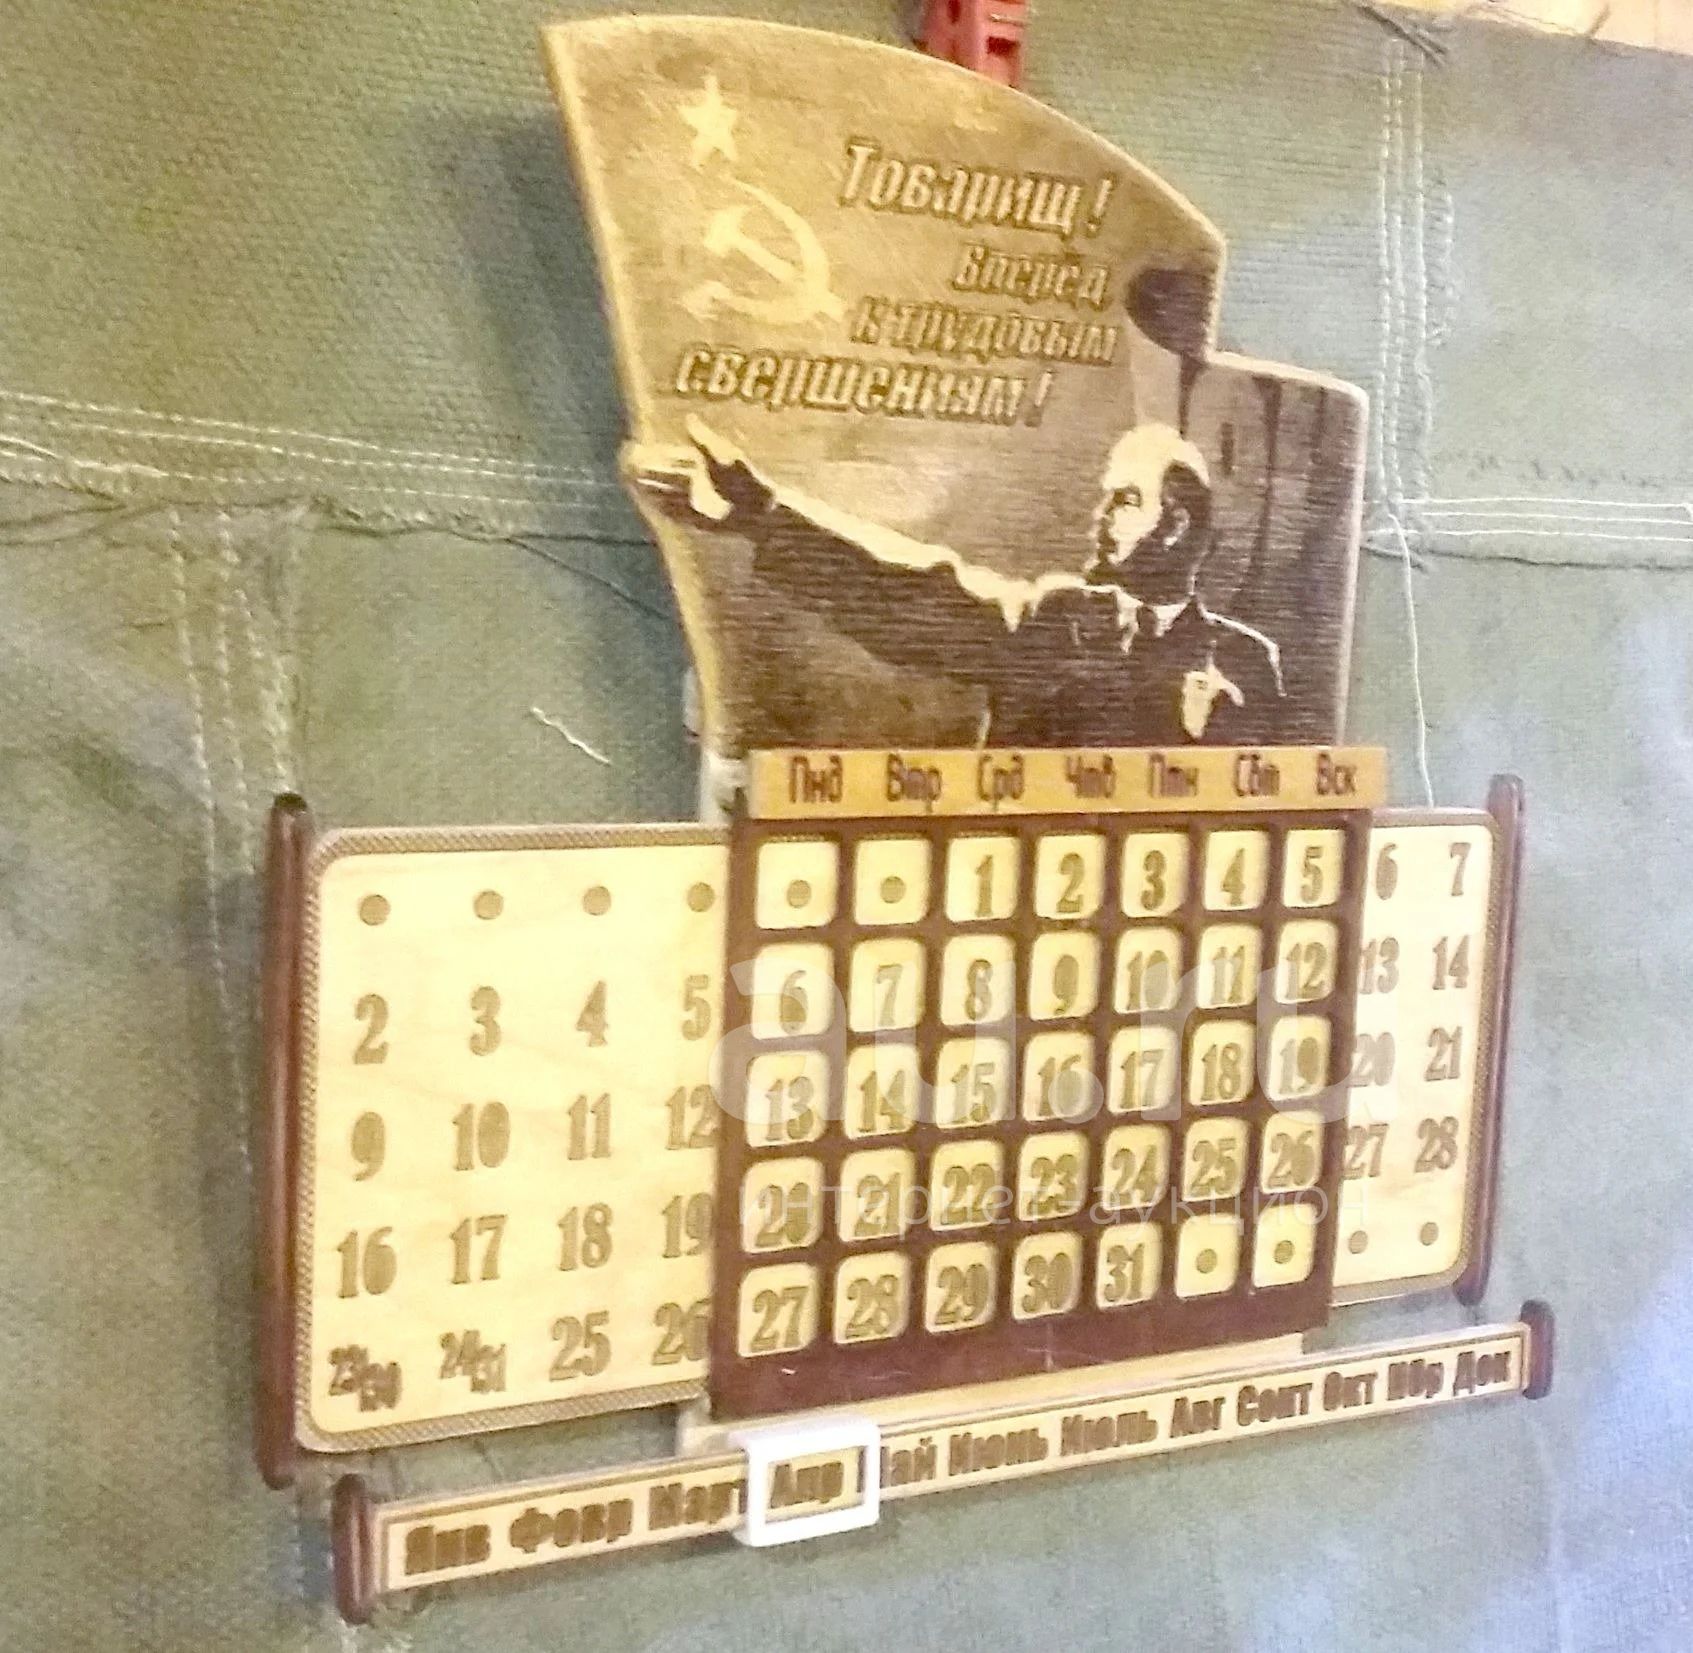 Товарищ!
Вперёд
к трудовым
свершениям!
Пнд Втр Срд Чтв Птн Сбт Вск
1 2 3 4 5 6 7
2 3 4 5 6 7 8 9 10 11 12 13 14
9 10 11 12 13 14 15 16 17 18 19 20 21
16 17 18 19 20 21 22 23 24 25 26 27 28
23/30 24/31 25 26 27 28 29 30 31
Янв Февр Март Апр Май Июнь Июль Авг Сент Окт Нбр Дек
au.ru
интернет-аукцион